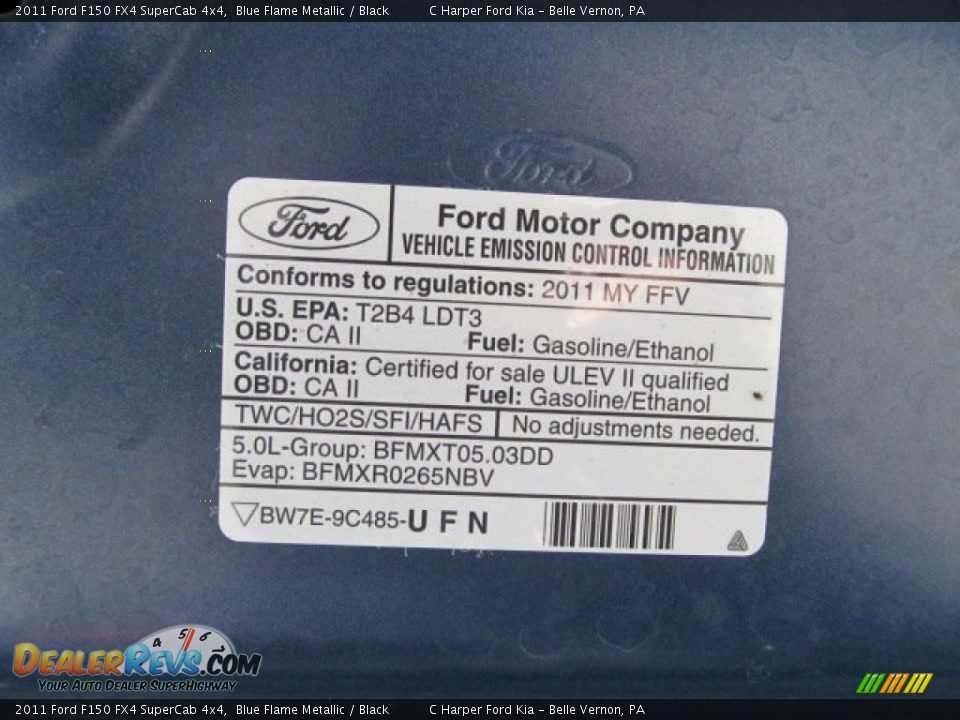 2011 Ford F150 FX4 SuperCab 4x4,  Blue Flame Metallic / Black    C Harper Ford Kia - Belle Vernon, PA
Ford
Ford
Ford Motor Company
VEHICLE EMISSION CONTROL INFORMATION
Conforms to regulations: 2011 MY FFV
U.S. EPA: T2B4 LDT3
OBD: CA II    Fuel: Gasoline/Ethanol
California: Certified for sale ULEV II qualified
OBD: CA II    Fuel: Gasoline/Ethanol
TWC/HO2S/SFI/HAFS    No adjustments needed.
5.0L-Group: BFMXT05.03DD
Evap: BFMXR0265NBV
BW7E-9C485-U F N
4 5 6
DealerRevs.com
Your Auto Dealer SuperHighway
2011 Ford F150 FX4 SuperCab 4x4,  Blue Flame Metallic / Black    C Harper Ford Kia - Belle Vernon, PA